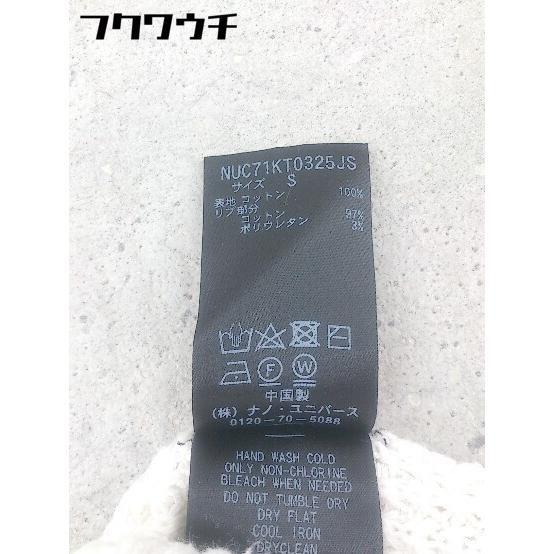 フクワウチ
NUC71KT0325JS
サイズ S
表地 コットン 100%
リブ部分
コットン 97%
ポリウレタン 3%
F W
中国製
(株) ナノ・ユニバース
0120-70-5088
HAND WASH COLD
ONLY NON-CHLORINE
BLEACH WHEN NEEDED
DO NOT TUMBLE DRY
DRY FLAT
COOL IRON
DRYCLEAN